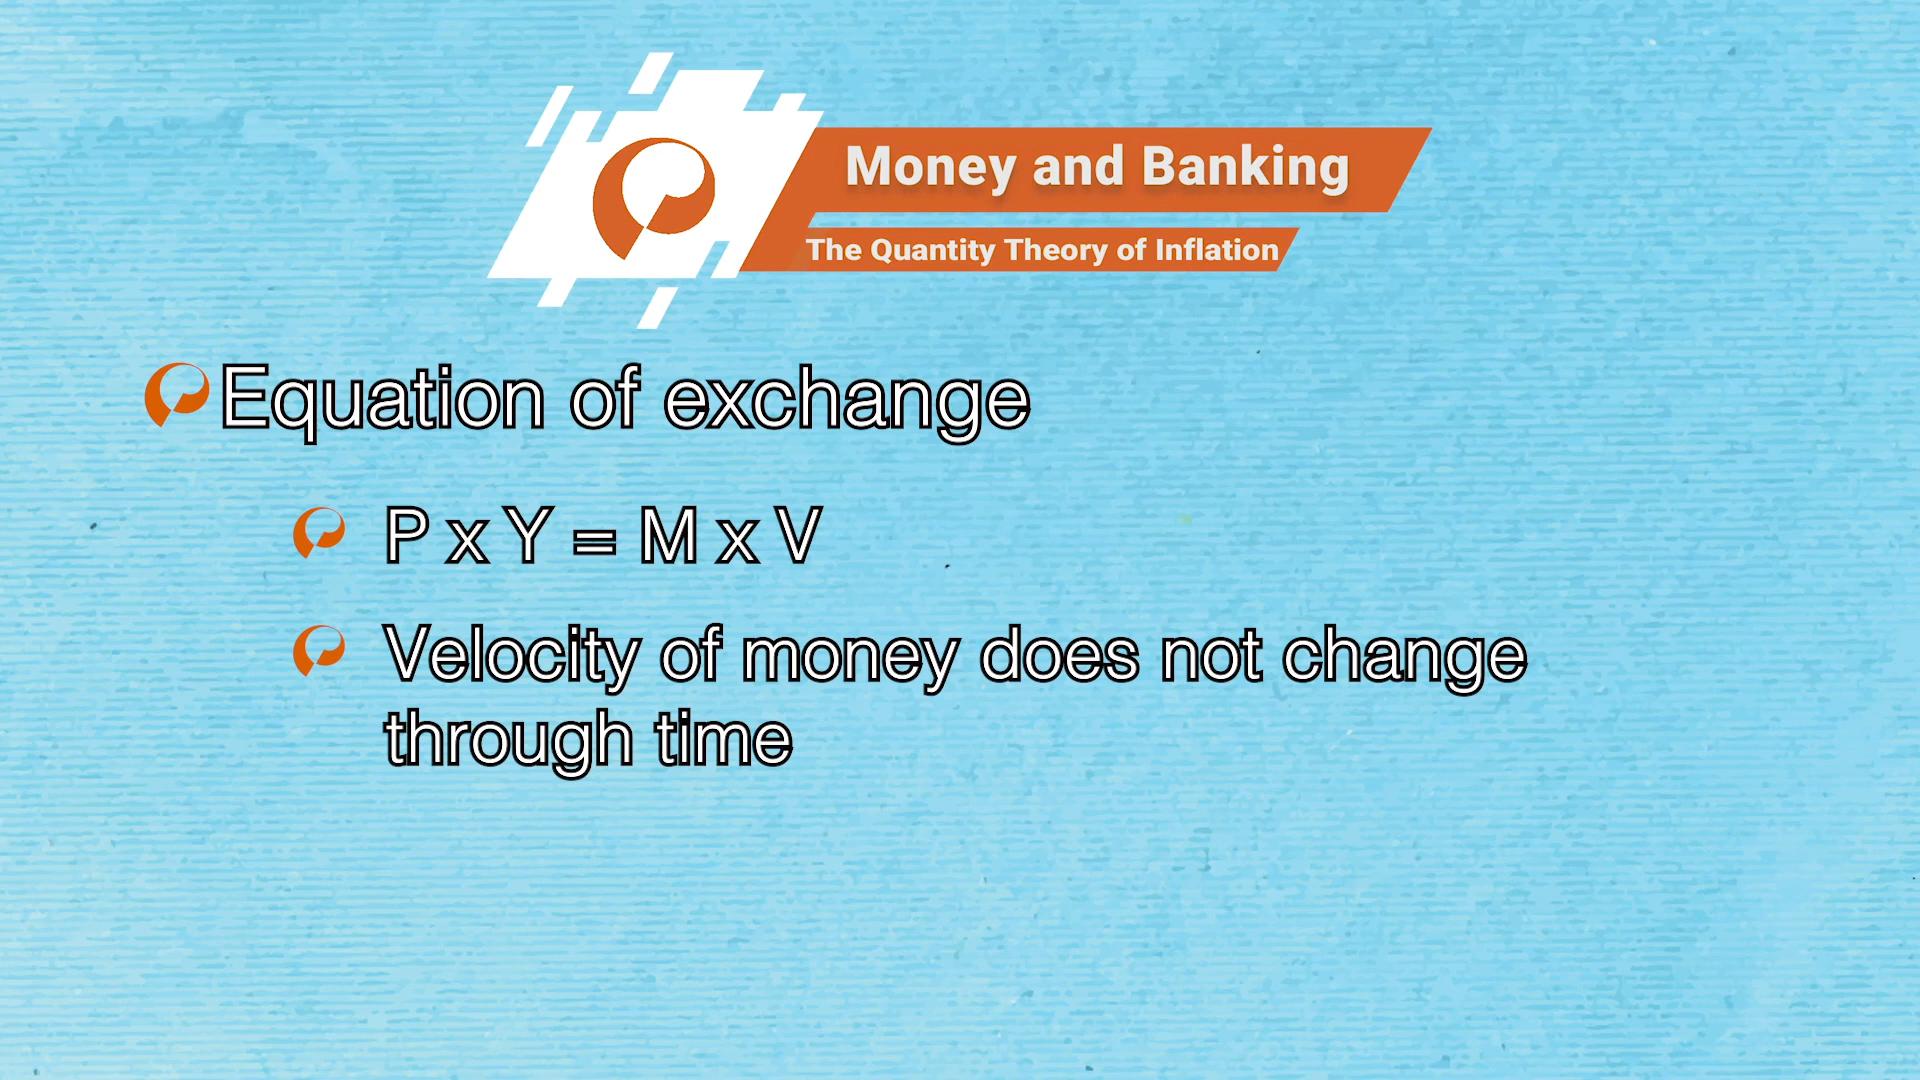 Money and Banking
The Quantity Theory of Inflation
Equation of exchange
P x Y = M x V
Velocity of money does not change
through time